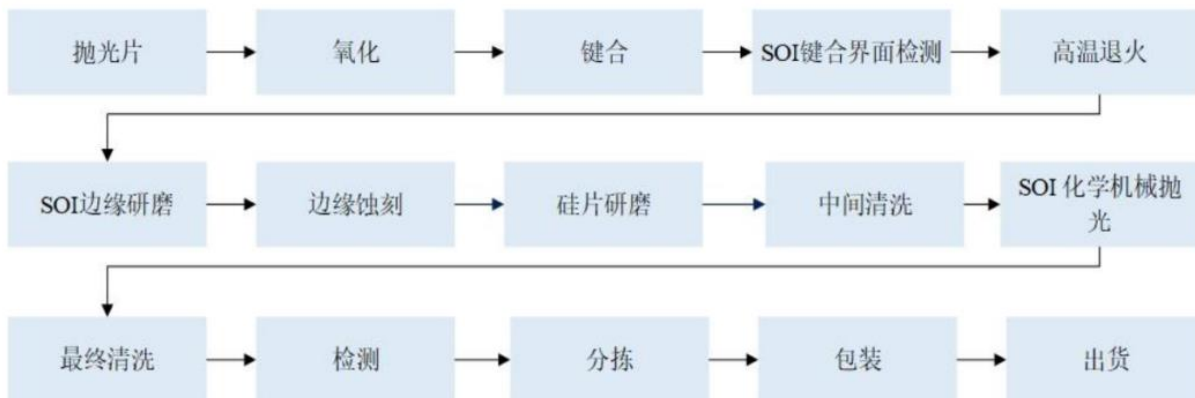 抛光片
氧化
键合
SOI键合界面检测
高温退火
SOI边缘研磨
边缘蚀刻
硅片研磨
中间清洗
SOI 化学机械抛
光
最终清洗
检测
分拣
包装
出货